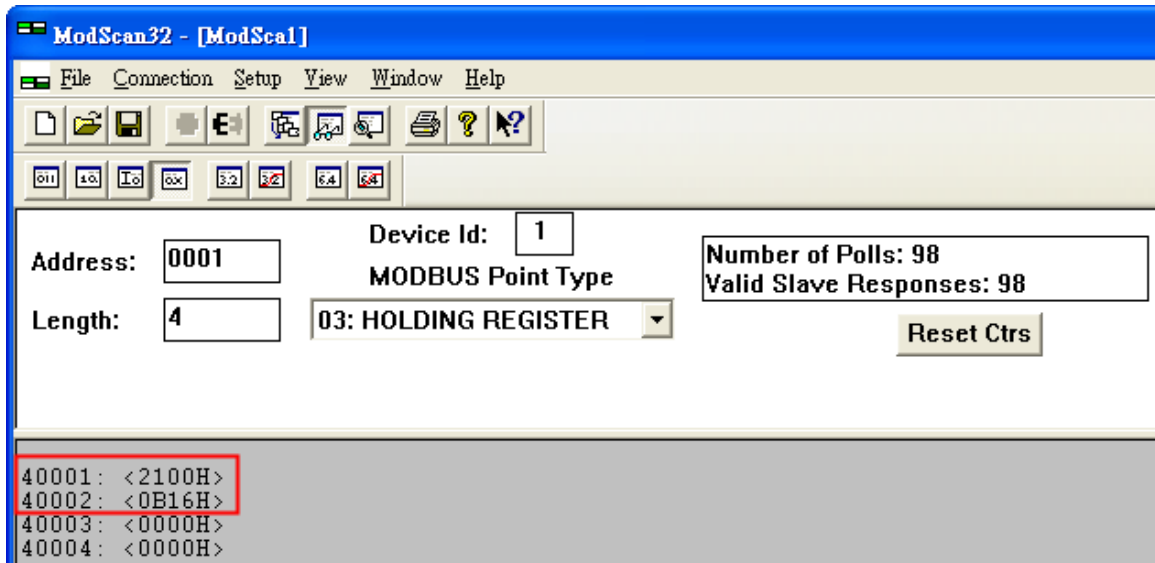 ModScan32 - [ModSca1]
File Connection Setup View Window Help
Address: 0001
Device Id: 1
MODBUS Point Type
Length: 4
03: HOLDING REGISTER
Number of Polls: 98
Valid Slave Responses: 98
Reset Ctrs
40001: <2100H>
40002: <0B16H>
40003: <0000H>
40004: <0000H>